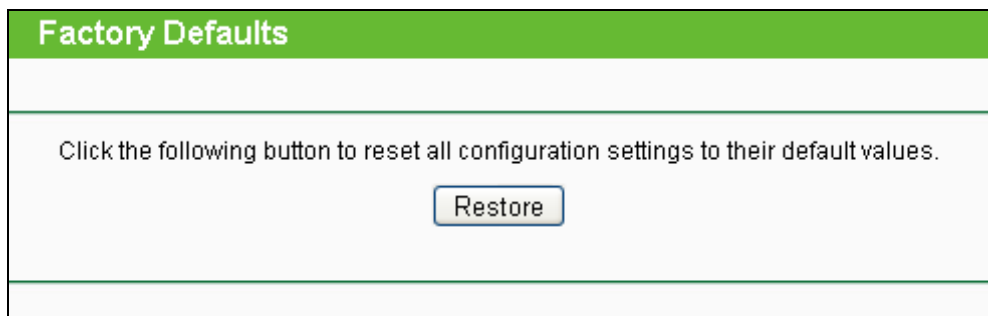 Factory Defaults
Click the following button to reset all configuration settings to their default values.
Restore